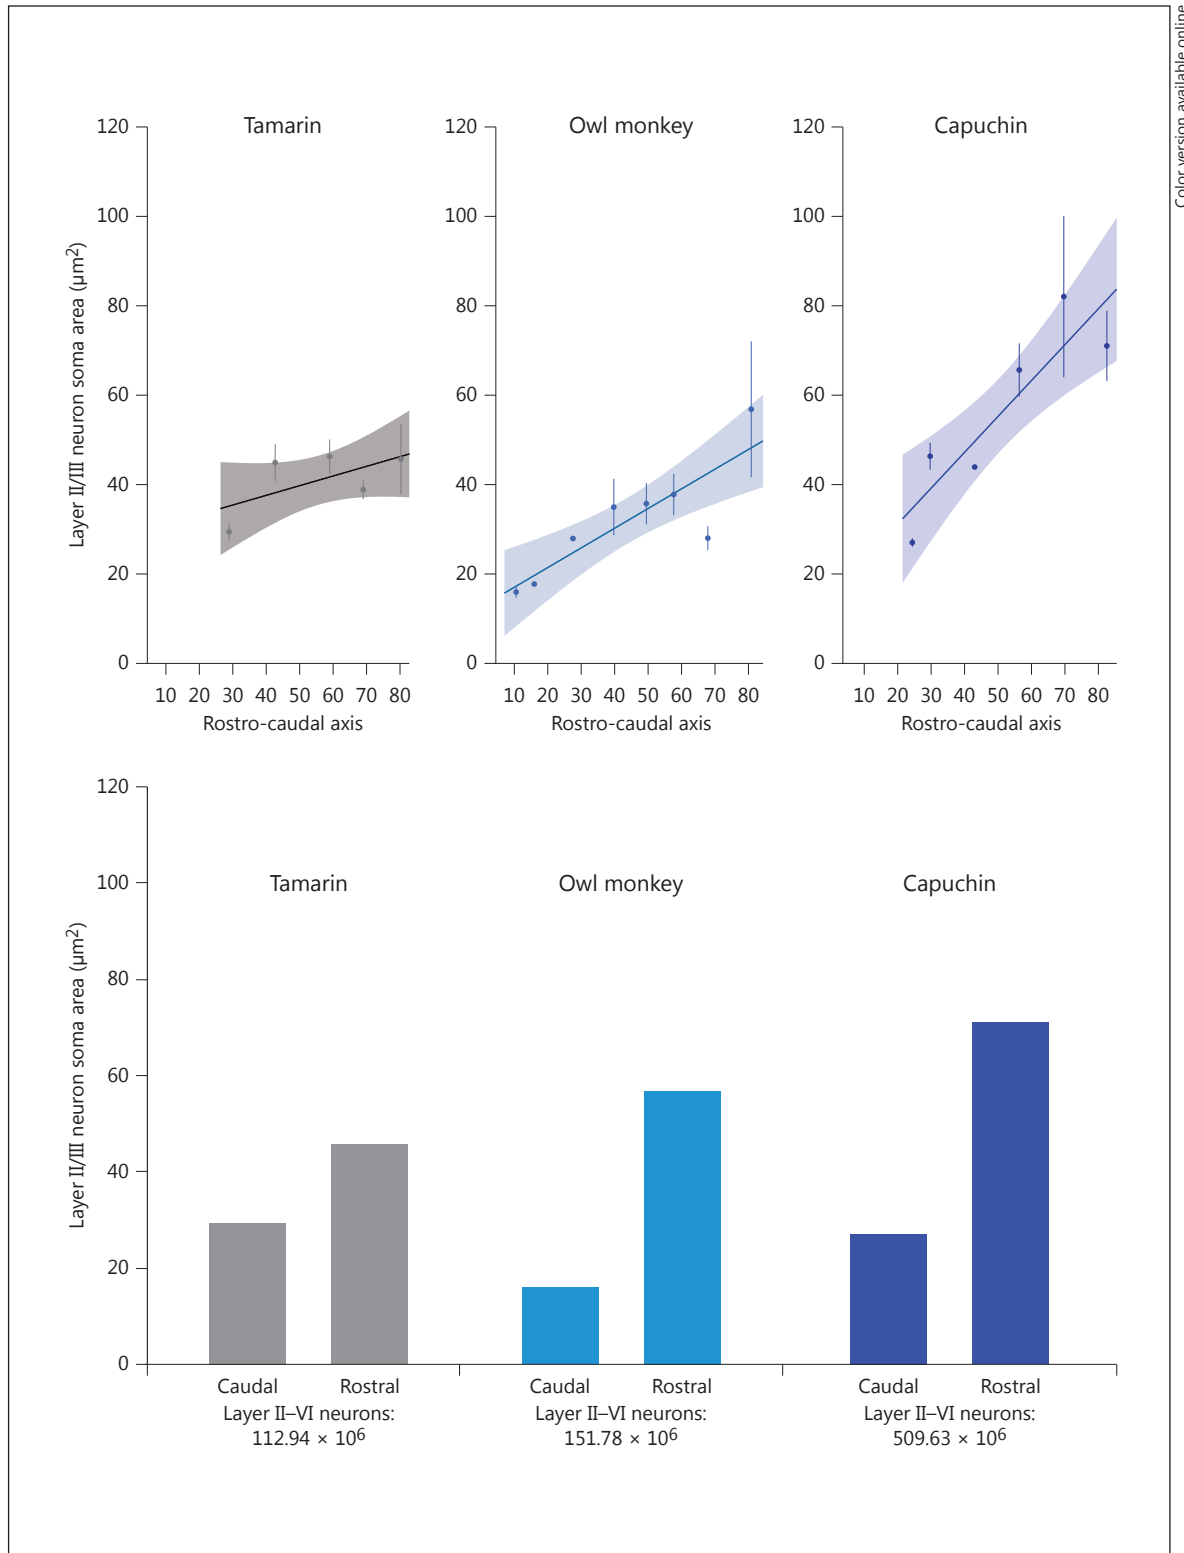 Color version available online
Tamarin
Owl monkey
Capuchin
Layer II/III neuron soma area (µm²)
120
100
80
60
40
20
0
10 20 30 40 50 60 70 80
Rostro-caudal axis
120
100
80
60
40
20
0
10 20 30 40 50 60 70 80
Rostro-caudal axis
120
100
80
60
40
20
0
10 20 30 40 50 60 70 80
Rostro-caudal axis
Layer II/III neuron soma area (µm²)
120
100
80
60
40
20
0
Tamarin
Owl monkey
Capuchin
Caudal Rostral
Layer II–VI neurons:
112.94 × 10⁶
Caudal Rostral
Layer II–VI neurons:
151.78 × 10⁶
Caudal Rostral
Layer II–VI neurons:
509.63 × 10⁶